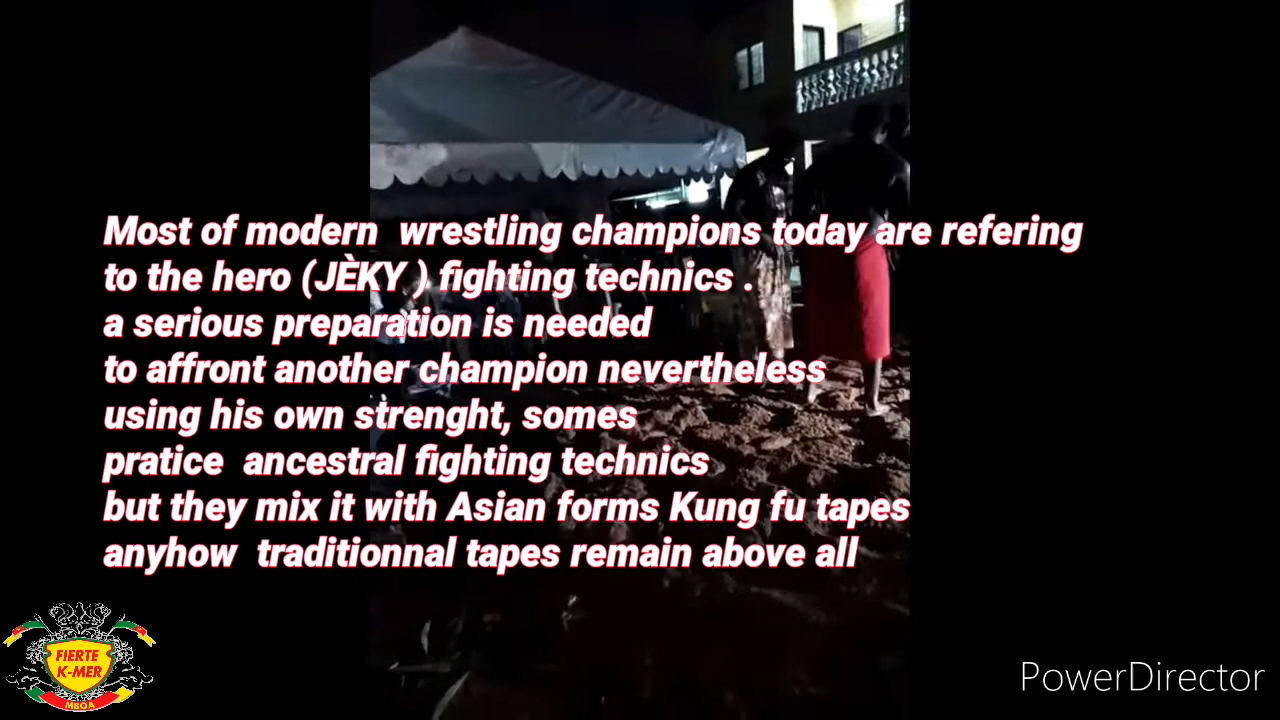 Most of modern  wrestling champions today are refering
to the hero (JÈKY ) fighting technics .
a serious preparation is needed
to affront another champion nevertheless
using his own strenght, somes
pratice  ancestral fighting technics
but they mix it with Asian forms Kung fu tapes
anyhow  traditionnal tapes remain above all
FIERTE
K-MER
MBOA
PowerDirector